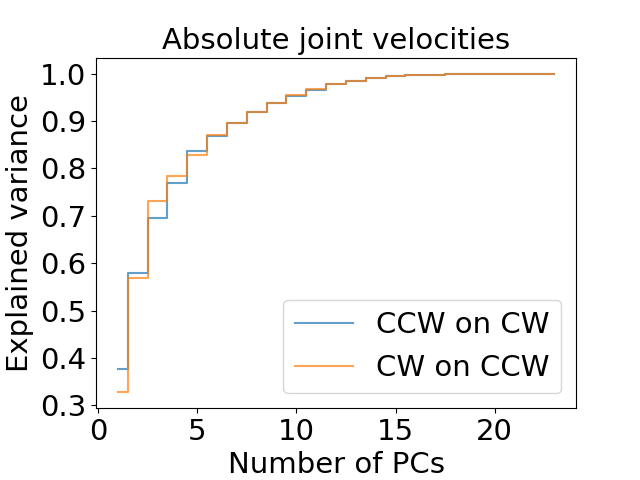 Absolute joint velocities
Explained variance
1.0
0.9
0.8
0.7
0.6
0.5
0.4
0.3
CCW on CW
CW on CCW
0 5 10 15 20
Number of PCs